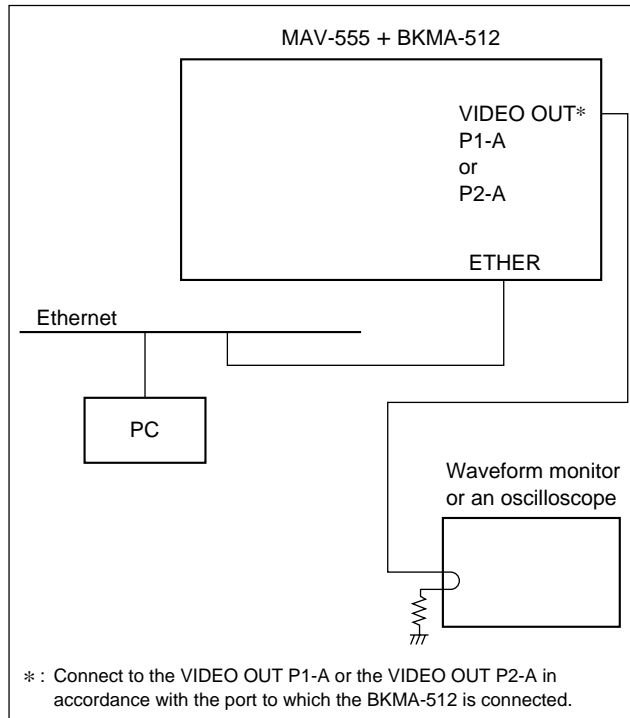 MAV-555 + BKMA-512
VIDEO OUT*
P1-A
or
P2-A
ETHER
Ethernet
PC
Waveform monitor
or an oscilloscope
* : Connect to the VIDEO OUT P1-A or the VIDEO OUT P2-A in
accordance with the port to which the BKMA-512 is connected.